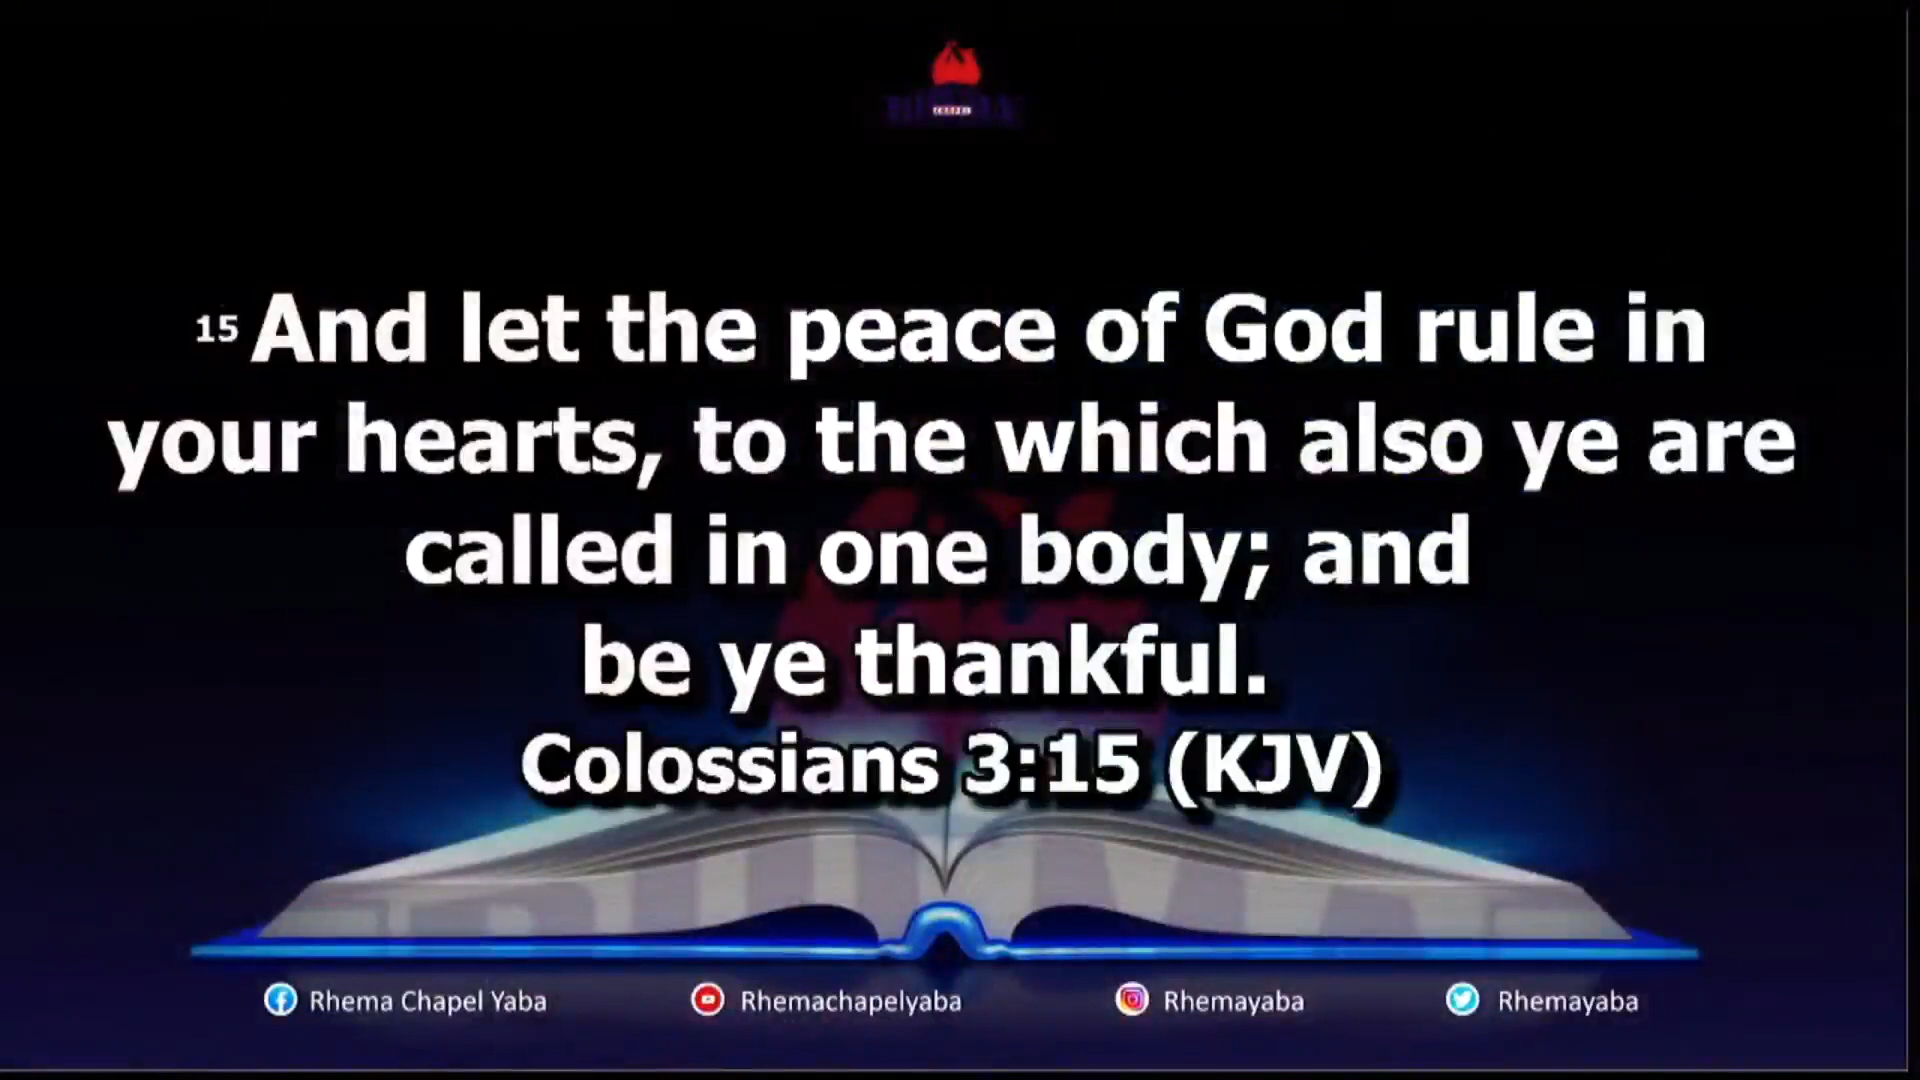 15 And let the peace of God rule in
your hearts, to the which also ye are
called in one body; and
be ye thankful.
Colossians 3:15 (KJV)
Rhema Chapel Yaba Rhemachapelyaba Rhemayaba Rhemayaba